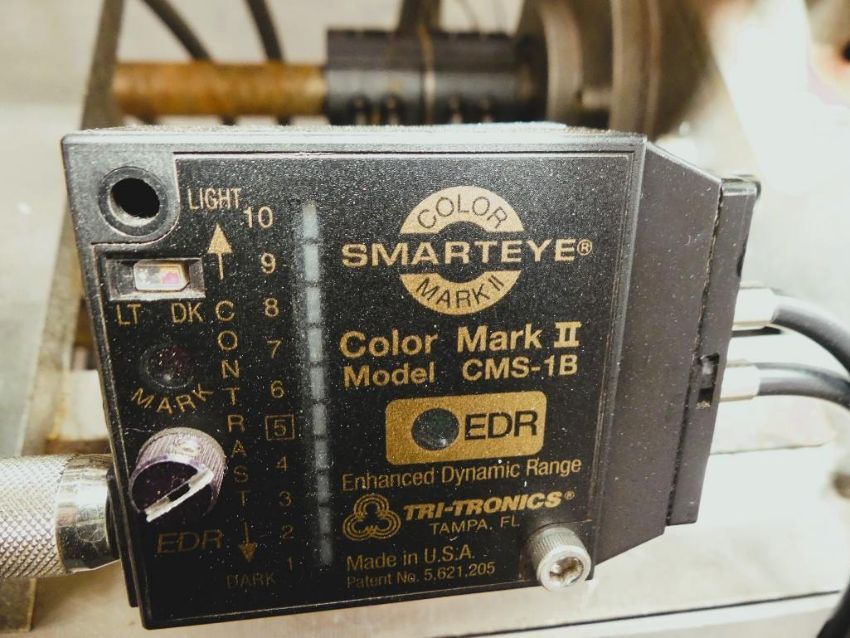 LIGHT
10
9
8
7
6
5
4
3
2
1
DARK
CONTRAST
LT DK
MARK
EDR
COLOR
SMARTEYE®
MARK II
Color Mark II
Model CMS-1B
EDR
Enhanced Dynamic Range
TRI-TRONICS®
TAMPA, FL
Made in U.S.A.
Patent No. 5,621,205